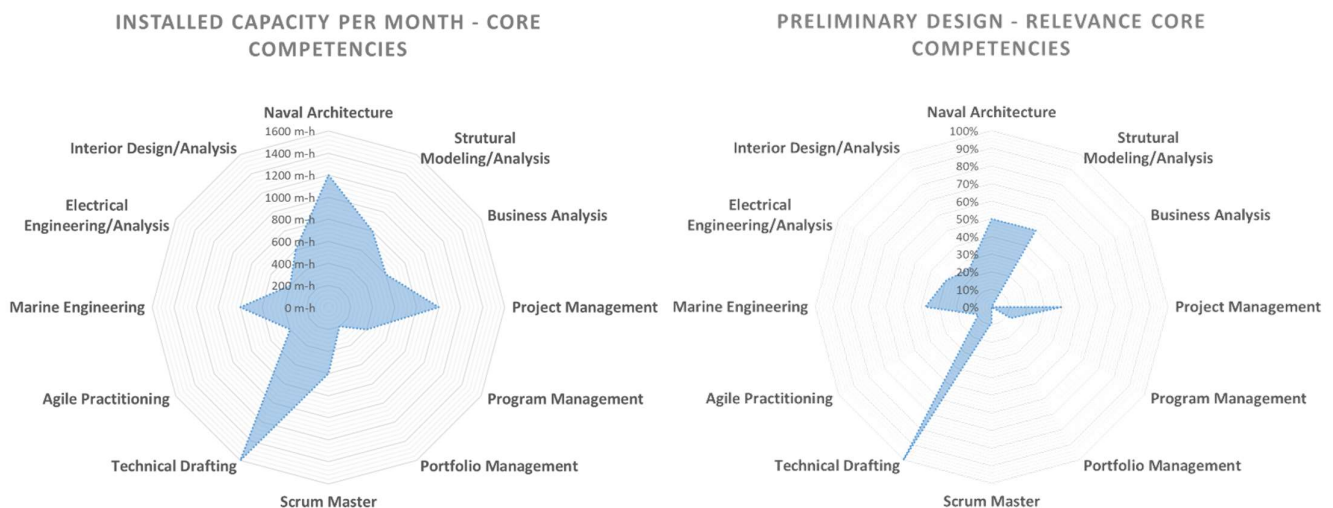 INSTALLED CAPACITY PER MONTH - CORE
COMPETENCIES
Naval Architecture
1600 m-h
Strutural
Modeling/Analysis
Interior Design/Analysis
1400 m-h
1200 m-h
1000 m-h
Electrical
Engineering/Analysis
Business Analysis
800 m-h
600 m-h
400 m-h
200 m-h
0 m-h
Marine Engineering
Project Management
Agile Practitioning
Program Management
Technical Drafting
Portfolio Management
Scrum Master
PRELIMINARY DESIGN - RELEVANCE CORE
COMPETENCIES
Naval Architecture
100%
Strutural
Modeling/Analysis
Interior Design/Analysis
90%
80%
70%
60%
Electrical
Engineering/Analysis
Business Analysis
50%
40%
30%
20%
10%
0%
Marine Engineering
Project Management
Agile Practitioning
Program Management
Technical Drafting
Portfolio Management
Scrum Master